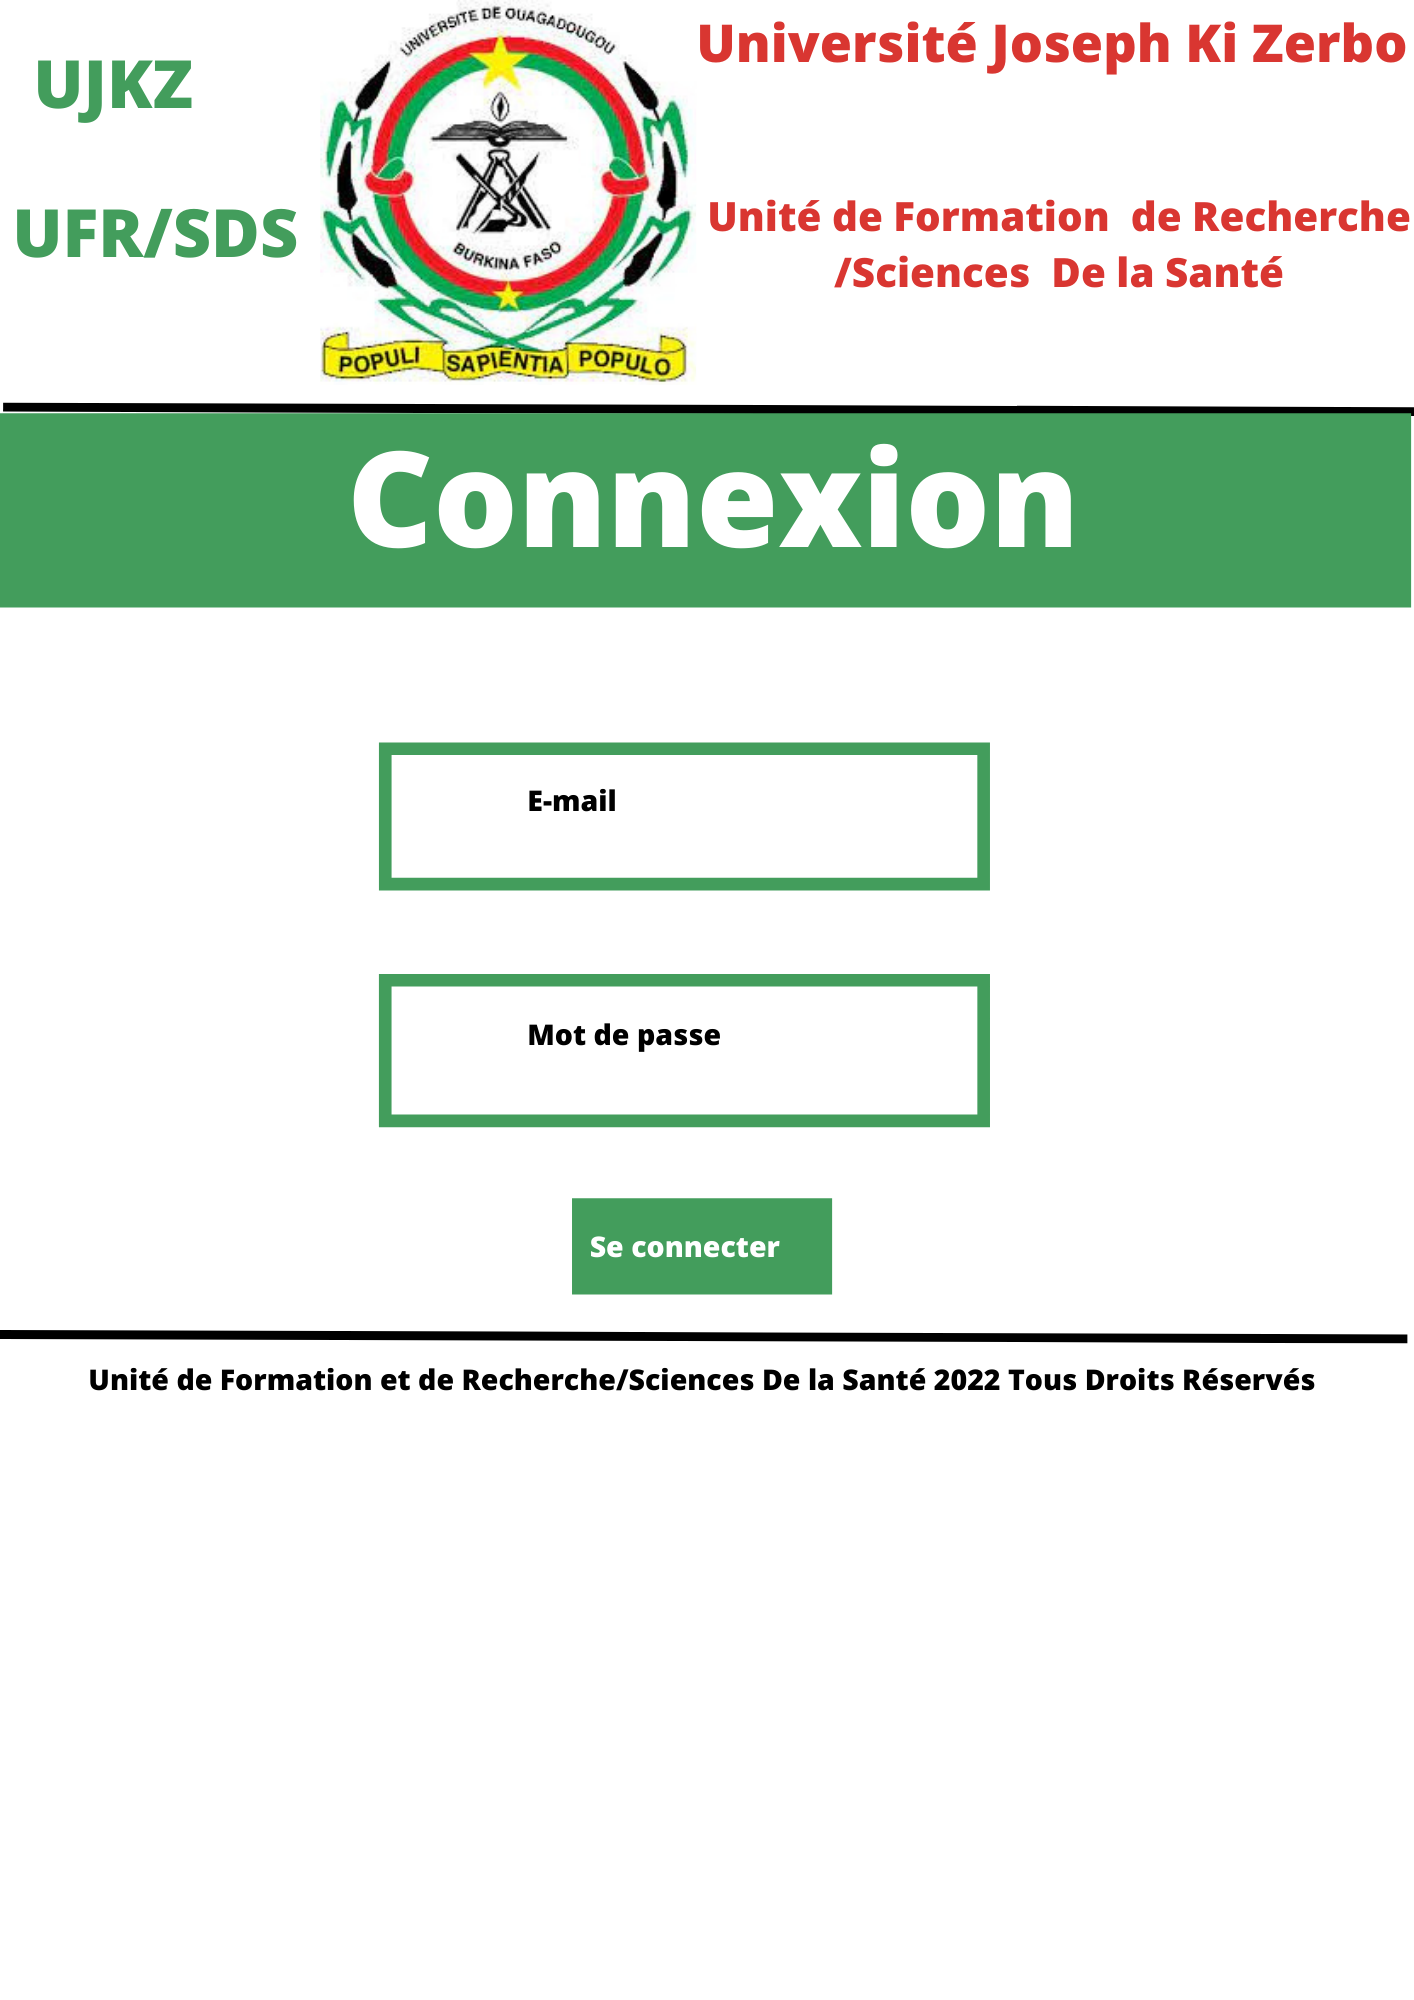 UJKZ
UFR/SDS
UNIVERSITE DE OUAGADOUGOU
BURKINA FASO
POPULI SAPIENTIA POPULO
Université Joseph Ki Zerbo
Unité de Formation  de Recherche
/Sciences  De la Santé
Connexion
E-mail
Mot de passe
Se connecter
Unité de Formation et de Recherche/Sciences De la Santé 2022 Tous Droits Réservés